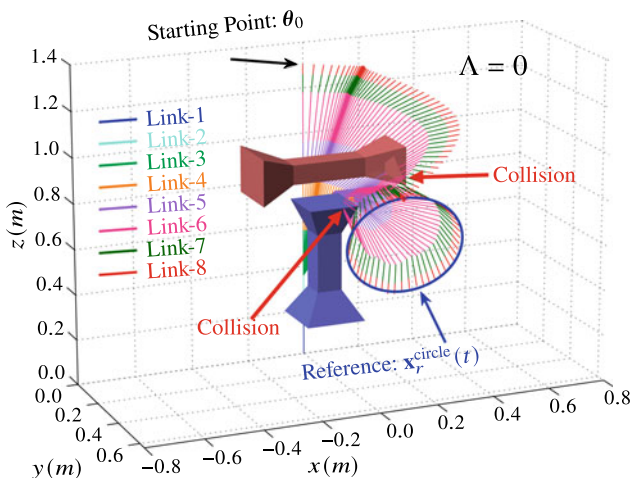 Starting Point: θ₀
Λ = 0
Link-1
Link-2
Link-3
Link-4
Link-5
Link-6
Link-7
Link-8
Collision
Collision
Reference: x_r^circle(t)
z(m)
1.4
1.2
1.0
0.8
0.6
0.4
0.2
0.0
y(m)
0.0
0.2
0.4
0.6
x(m)
−0.8
−0.6
−0.4
−0.2
0.0
0.2
0.4
0.6
0.8